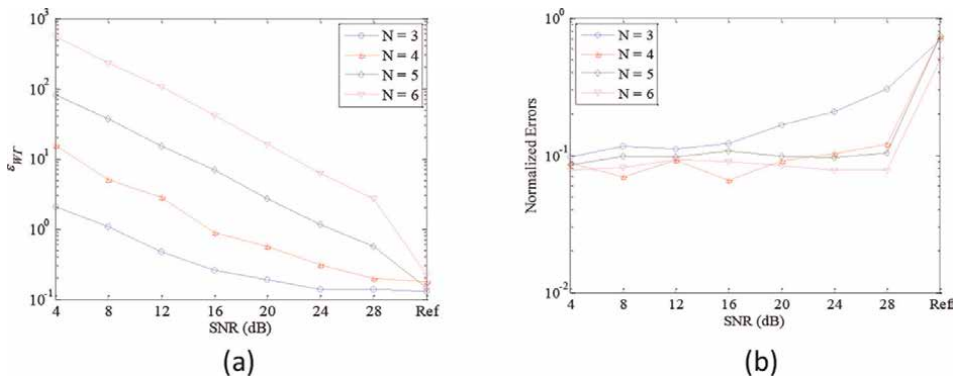 10³
10²
10¹
10⁰
10⁻¹
ε_WT
4 8 12 16 20 24 28 Ref
SNR (dB)
N = 3
N = 4
N = 5
N = 6
(a)
10⁰
10⁻¹
10⁻²
Normalized Errors
4 8 12 16 20 24 28 Ref
SNR (dB)
N = 3
N = 4
N = 5
N = 6
(b)